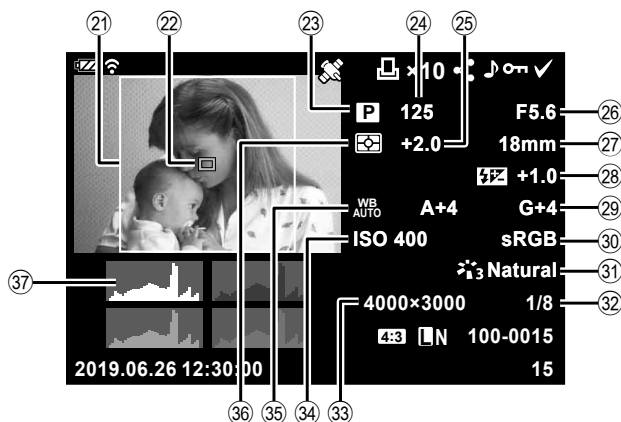 ㉑ ㉒ ㉓ ㉔ ㉕
×10
P 125 F5.6 ㉖
+2.0 18mm ㉗
+1.0 ㉘
WB AUTO A+4 G+4 ㉙
ISO 400 sRGB ㉚
3 Natural ㉛
㊲ 4000×3000 1/8 ㉜
4:3 LN 100-0015
2019.06.26 12:30:00 15
㊱ ㉟ ㉞ ㉝